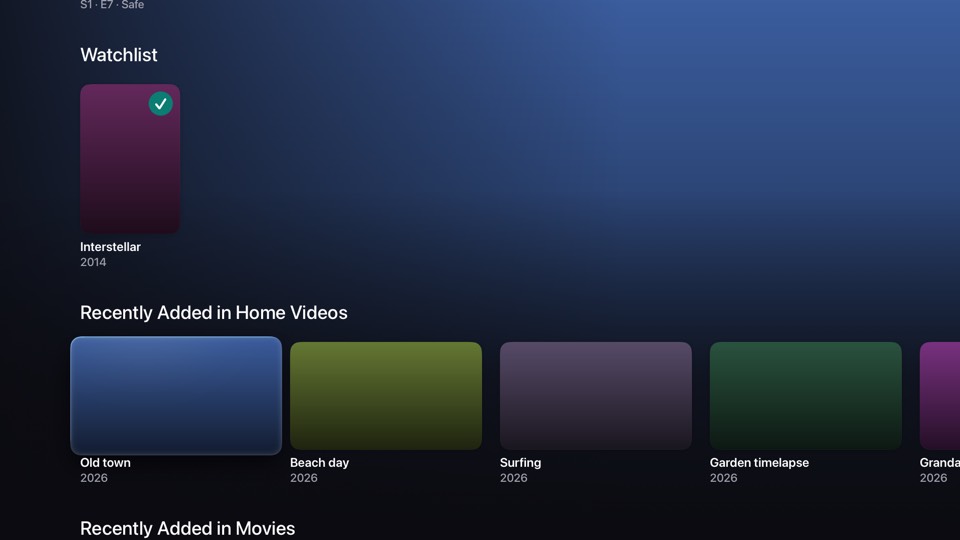 S1 · E7 · Safe
Watchlist
Interstellar
2014
Recently Added in Home Videos
Old town
2026
Beach day
2026
Surfing
2026
Garden timelapse
2026
Granda
2026
Recently Added in Movies